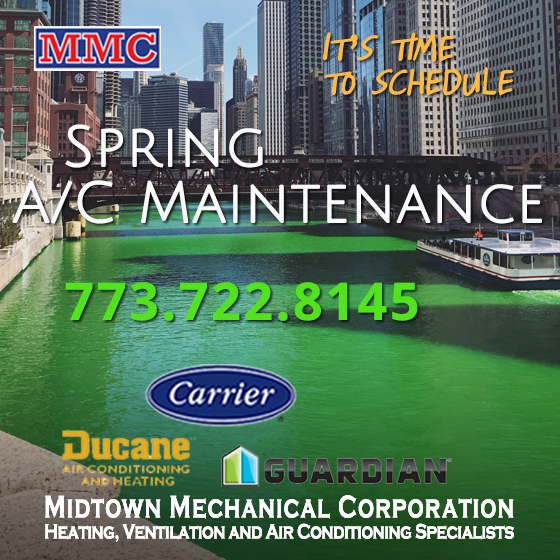 MMC
IT'S TIME
TO SCHEDULE
SPRING
A/C MAINTENANCE
773.722.8145
Carrier
Ducane
AIR CONDITIONING
AND HEATING
GUARDIAN
MIDTOWN MECHANICAL CORPORATION
HEATING, VENTILATION AND AIR CONDITIONING SPECIALISTS